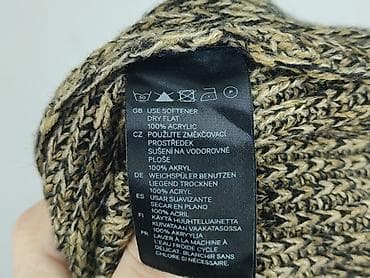 GB USE SOFTENER
DRY FLAT
100% ACRYLIC
CZ POUŽIJTE ZMĚKČOVACÍ
PROSTŘEDEK
SUŠENÍ NA VODOROVNÉ
PLOŠE
100% AKRYL
DE WEICHSPÜLER BENUTZEN
LIEGEND TROCKNEN
100% ACRYL
ES USAR SUAVIZANTE
SECAR EN PLANO
100% ACRIL
FI KÄYTÄ HUUHTELUAINETTA
KUIVATAAN VAAKATASOSSA
100% AKRYYLIA
FR LAVER À LA MACHINE À
L'EAU FROIDE CYCLE
DÉLICAT, BLANCHIR SANS
CHLORE SI NÉCESSAIRE